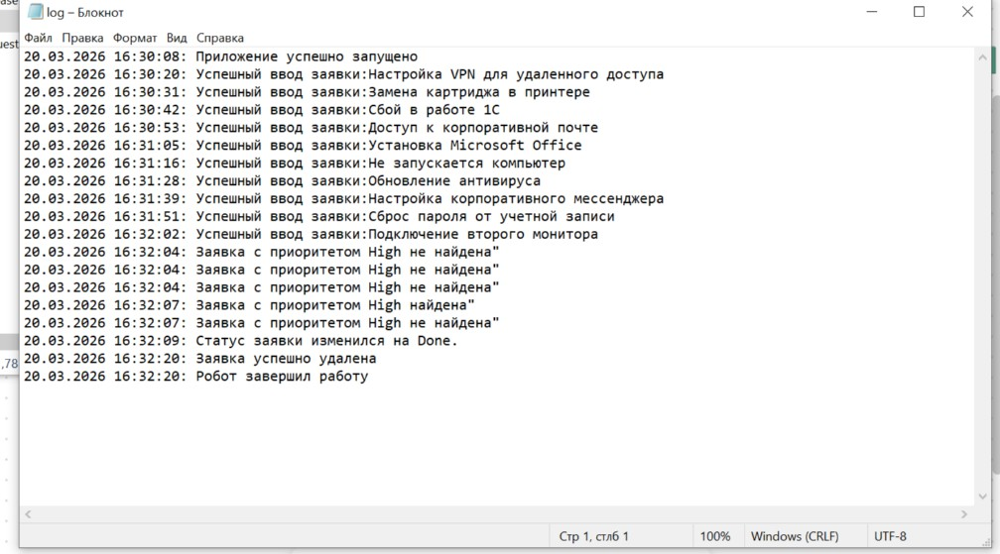 log – Блокнот
Файл Правка Формат Вид Справка
20.03.2026 16:30:08: Приложение успешно запущено
20.03.2026 16:30:20: Успешный ввод заявки:Настройка VPN для удаленного доступа
20.03.2026 16:30:31: Успешный ввод заявки:Замена картриджа в принтере
20.03.2026 16:30:42: Успешный ввод заявки:Сбой в работе 1С
20.03.2026 16:30:53: Успешный ввод заявки:Доступ к корпоративной почте
20.03.2026 16:31:05: Успешный ввод заявки:Установка Microsoft Office
20.03.2026 16:31:16: Успешный ввод заявки:Не запускается компьютер
20.03.2026 16:31:28: Успешный ввод заявки:Обновление антивируса
20.03.2026 16:31:39: Успешный ввод заявки:Настройка корпоративного мессенджера
20.03.2026 16:31:51: Успешный ввод заявки:Сброс пароля от учетной записи
20.03.2026 16:32:02: Успешный ввод заявки:Подключение второго монитора
20.03.2026 16:32:04: Заявка с приоритетом High не найдена"
20.03.2026 16:32:04: Заявка с приоритетом High не найдена"
20.03.2026 16:32:04: Заявка с приоритетом High не найдена"
20.03.2026 16:32:07: Заявка с приоритетом High найдена"
20.03.2026 16:32:07: Заявка с приоритетом High не найдена"
20.03.2026 16:32:09: Статус заявки изменился на Done.
20.03.2026 16:32:20: Заявка успешно удалена
20.03.2026 16:32:20: Робот завершил работу
,78
Стр 1, стлб 1 100% Windows (CRLF) UTF-8